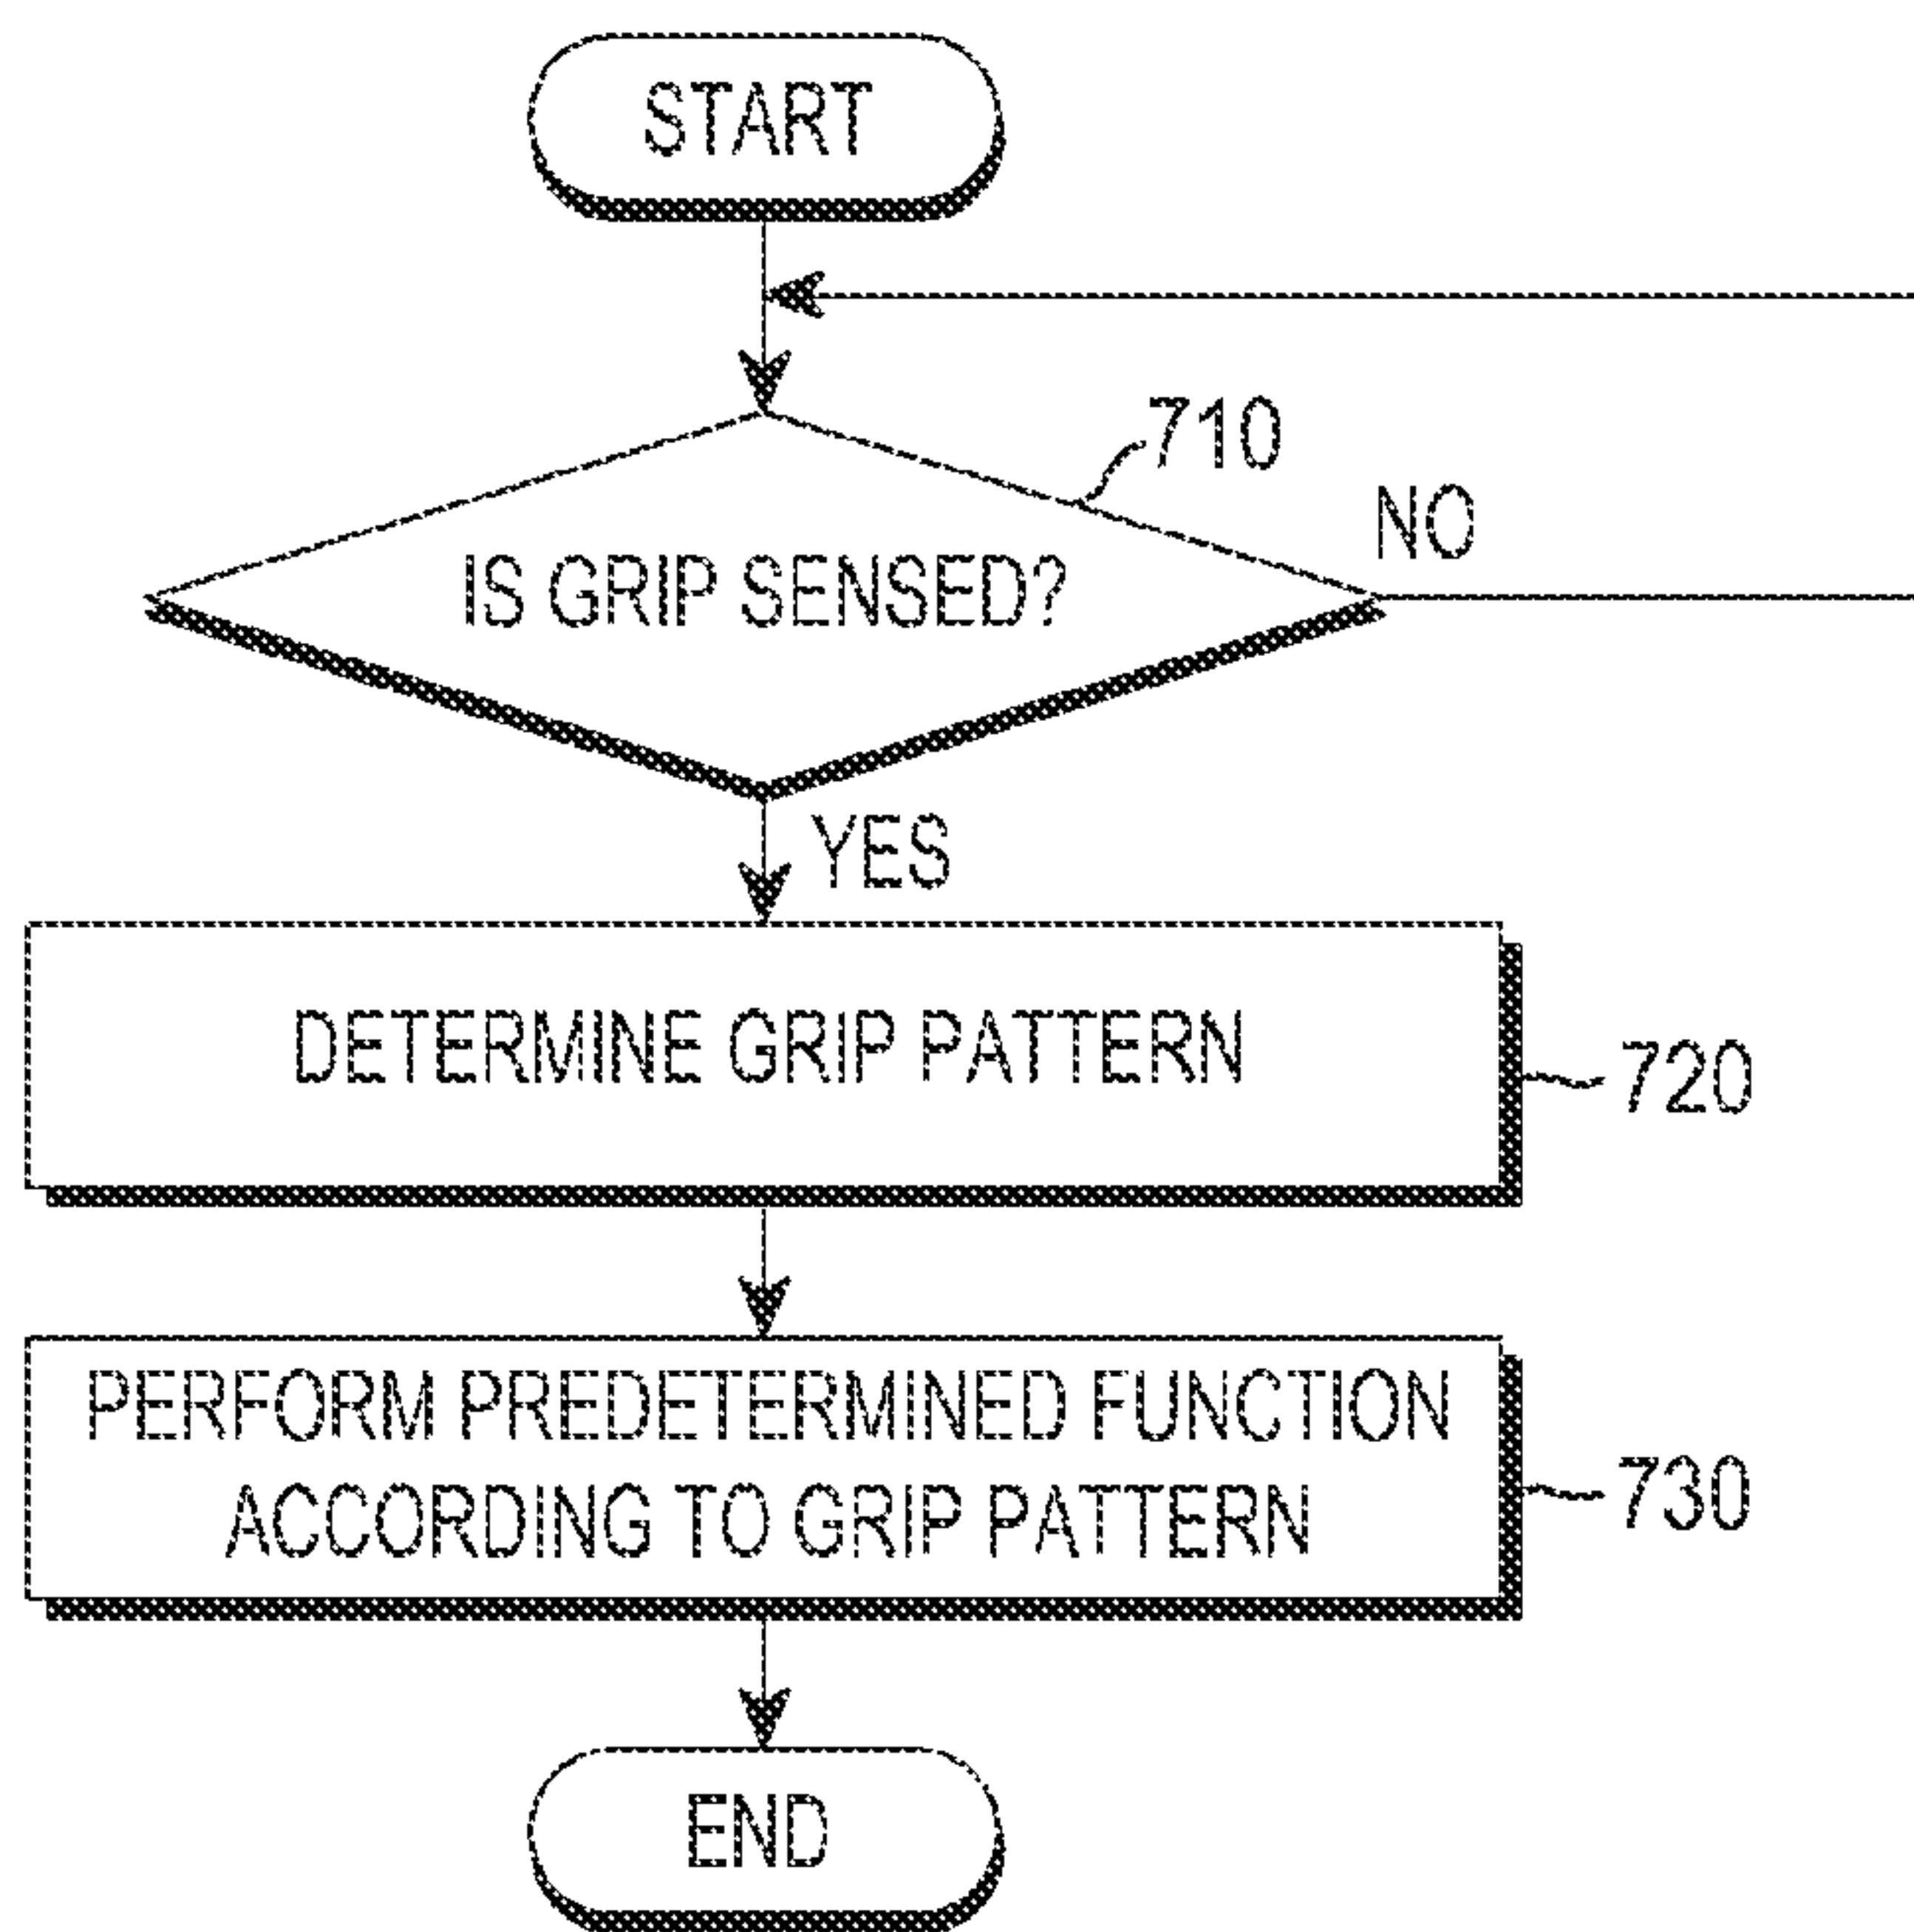 START
710
NO
IS GRIP SENSED?
YES
DETERMINE GRIP PATTERN
720
PERFORM PREDETERMINED FUNCTION
ACCORDING TO GRIP PATTERN
730
END